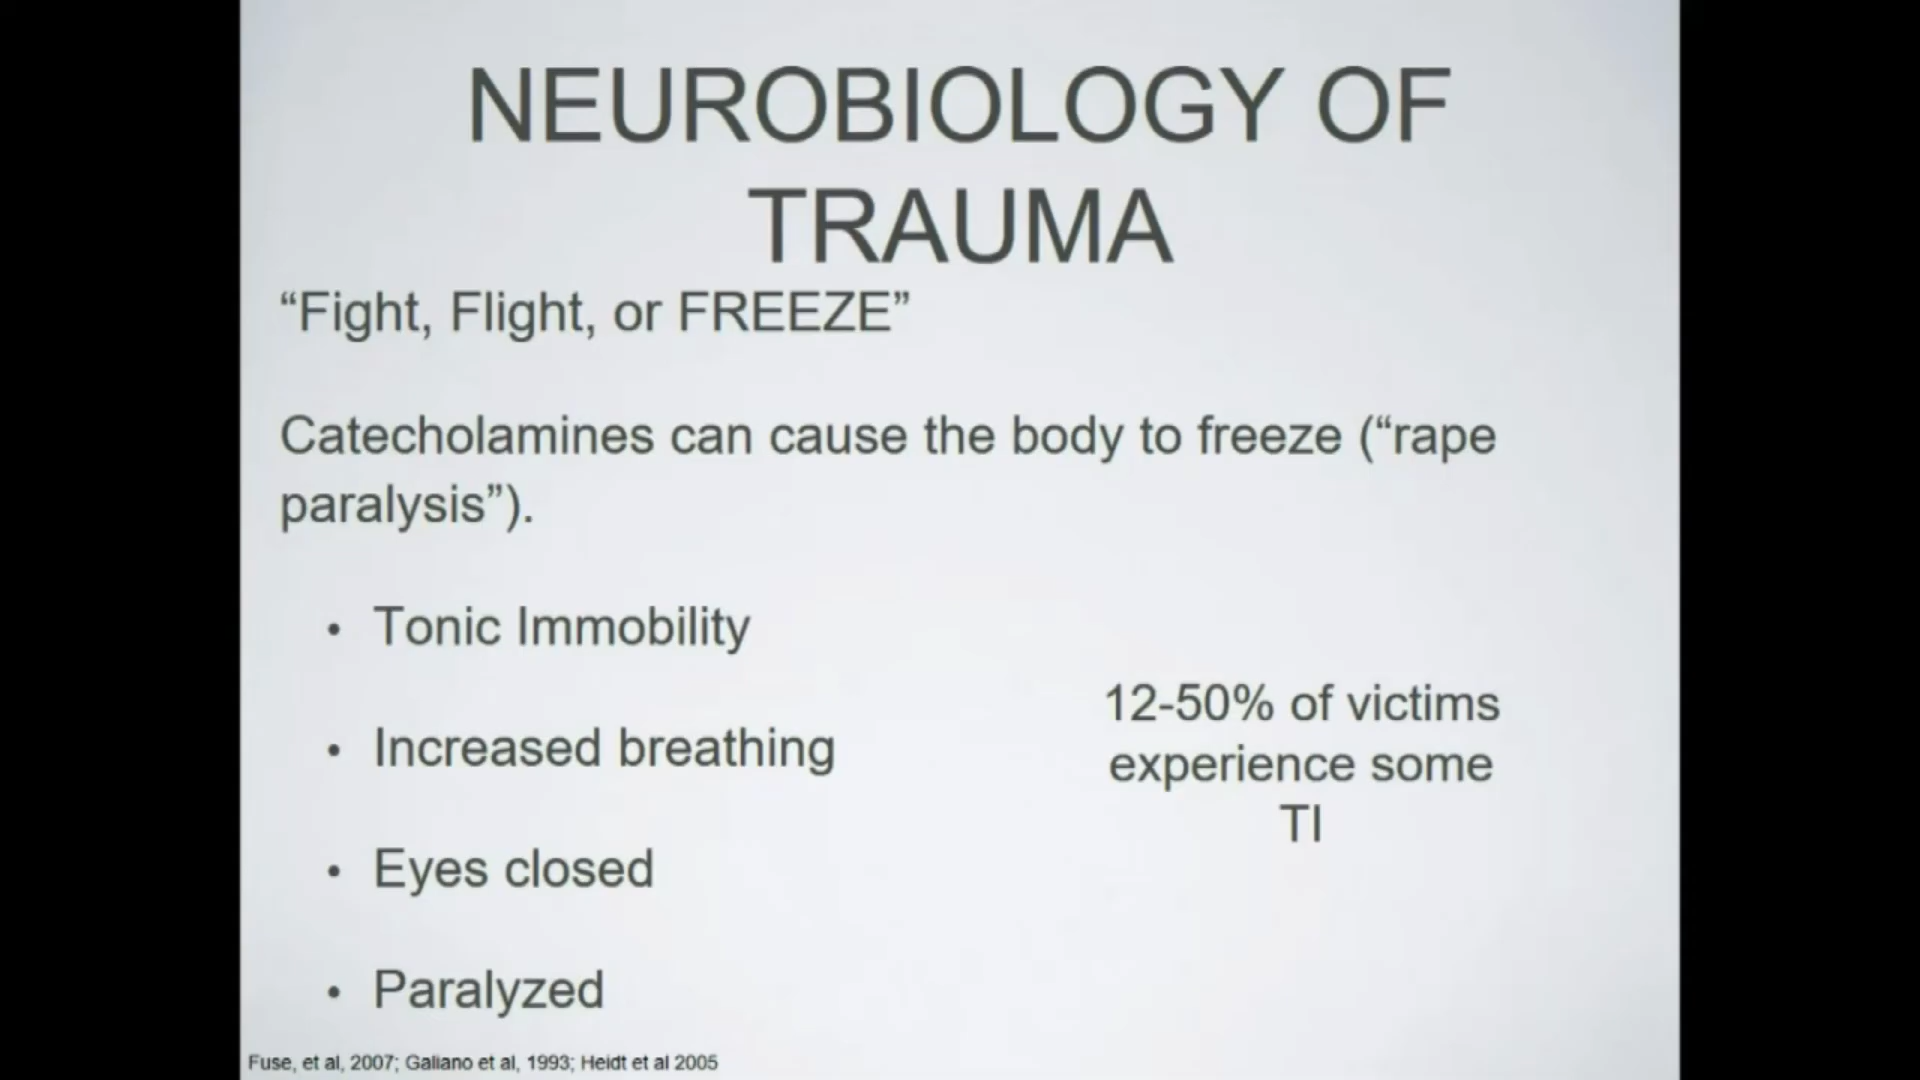 NEUROBIOLOGY OF
TRAUMA
“Fight, Flight, or FREEZE”
Catecholamines can cause the body to freeze (“rape
paralysis”).
• Tonic Immobility
• Increased breathing
• Eyes closed
• Paralyzed
12-50% of victims
experience some
TI
Fuse, et al, 2007; Galiano et al, 1993; Heidt et al 2005